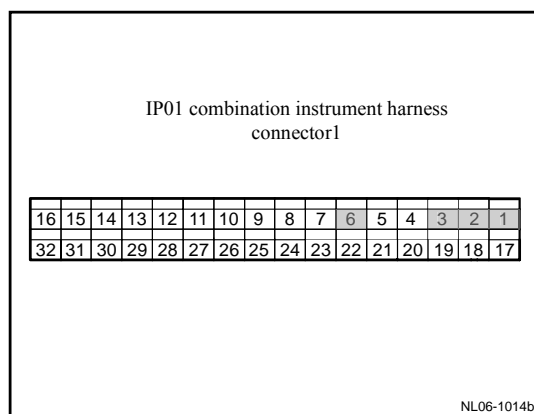 IP01 combination instrument harness
connector1
16 15 14 13 12 11 10 9 8 7 6 5 4 3 2 1
32 31 30 29 28 27 26 25 24 23 22 21 20 19 18 17
NL06-1014b